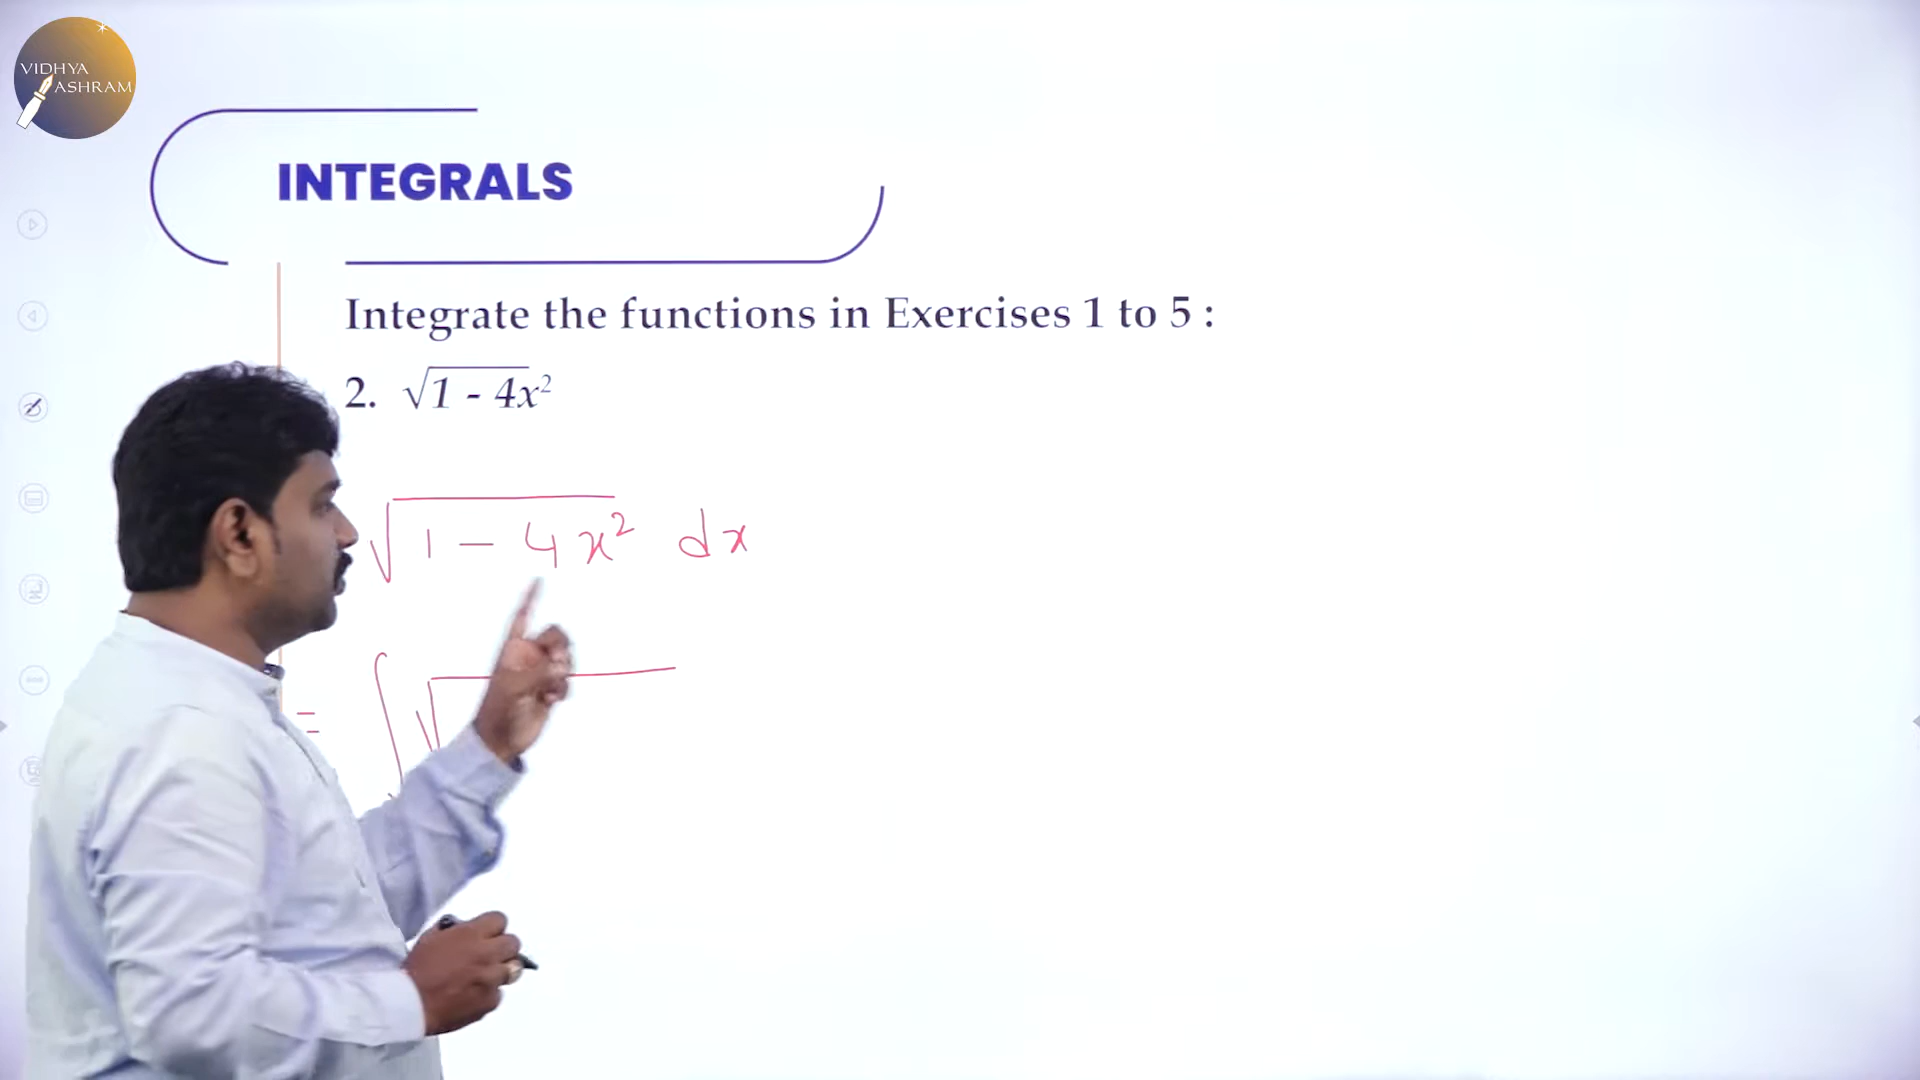 VIDHYA
ASHRAM
INTEGRALS
Integrate the functions in Exercises 1 to 5 :
2. √1 - 4x²
√1 - 4x² dx
= ∫ √